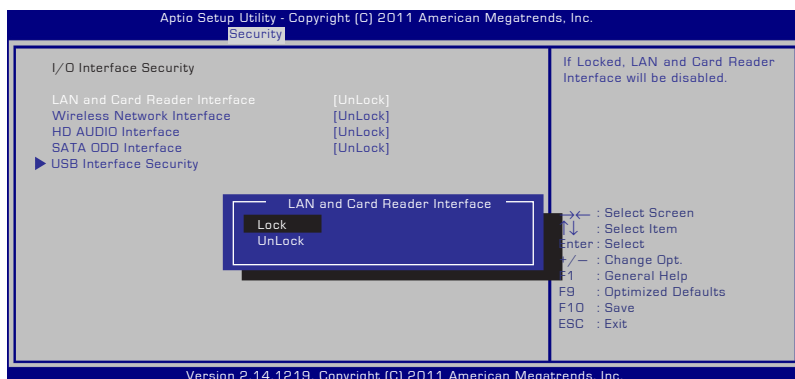 Aptio Setup Utility - Copyright (C) 2011 American Megatrends, Inc.
Security
I/O Interface Security
LAN and Card Reader Interface [UnLock]
Wireless Network Interface [UnLock]
HD AUDIO Interface [UnLock]
SATA ODD Interface [UnLock]
USB Interface Security
If Locked, LAN and Card Reader
Interface will be disabled.
LAN and Card Reader Interface
Lock
UnLock
→← : Select Screen
↑↓ : Select Item
Enter : Select
+/− : Change Opt.
F1 : General Help
F9 : Optimized Defaults
F10 : Save
ESC : Exit
Version 2.14.1219. Copyright (C) 2011 American Megatrends, Inc.